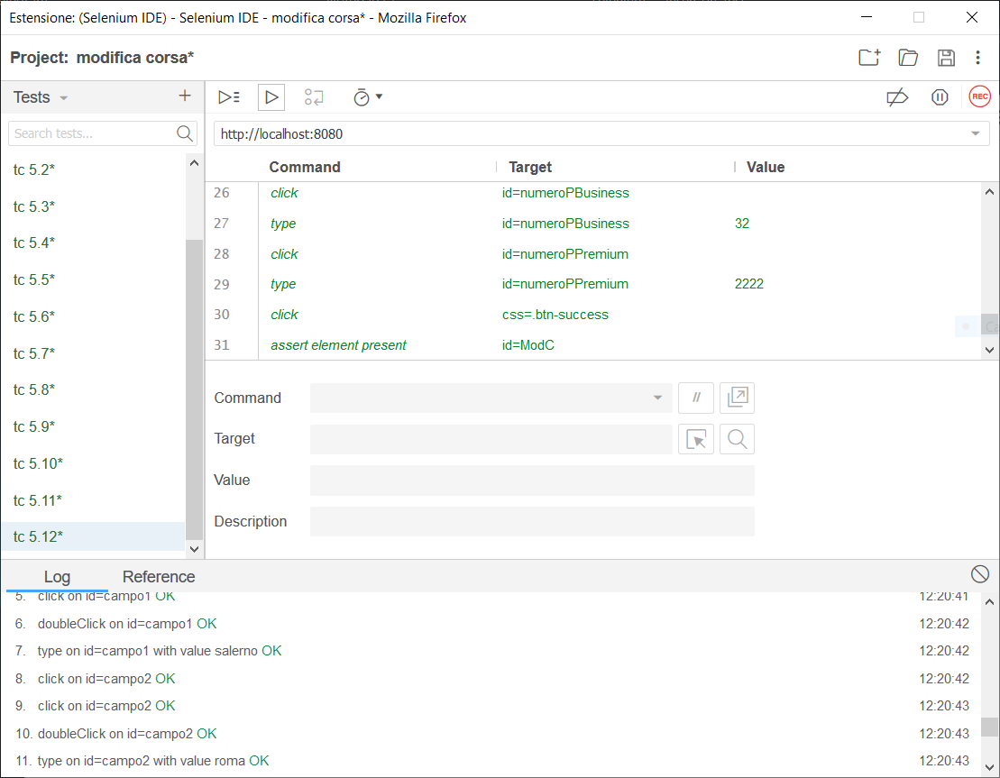 Estensione: (Selenium IDE) - Selenium IDE - modifica corsa* - Mozilla Firefox
Project: modifica corsa*
Tests
REC
Search tests...
http://localhost:8080
Command Target Value
tc 5.2*
tc 5.3*
tc 5.4*
tc 5.5*
tc 5.6*
tc 5.7*
tc 5.8*
tc 5.9*
tc 5.10*
tc 5.11*
tc 5.12*
26 click id=numeroPBusiness
27 type id=numeroPBusiness 32
28 click id=numeroPPremium
29 type id=numeroPPremium 2222
30 click css=.btn-success
31 assert element present id=ModC
Command //
Target
Value
Description
Log Reference
5. click on id=campo1 OK 12:20:41
6. doubleClick on id=campo1 OK 12:20:42
7. type on id=campo1 with value salerno OK 12:20:42
8. click on id=campo2 OK 12:20:42
9. click on id=campo2 OK 12:20:43
10. doubleClick on id=campo2 OK 12:20:43
11. type on id=campo2 with value roma OK 12:20:43